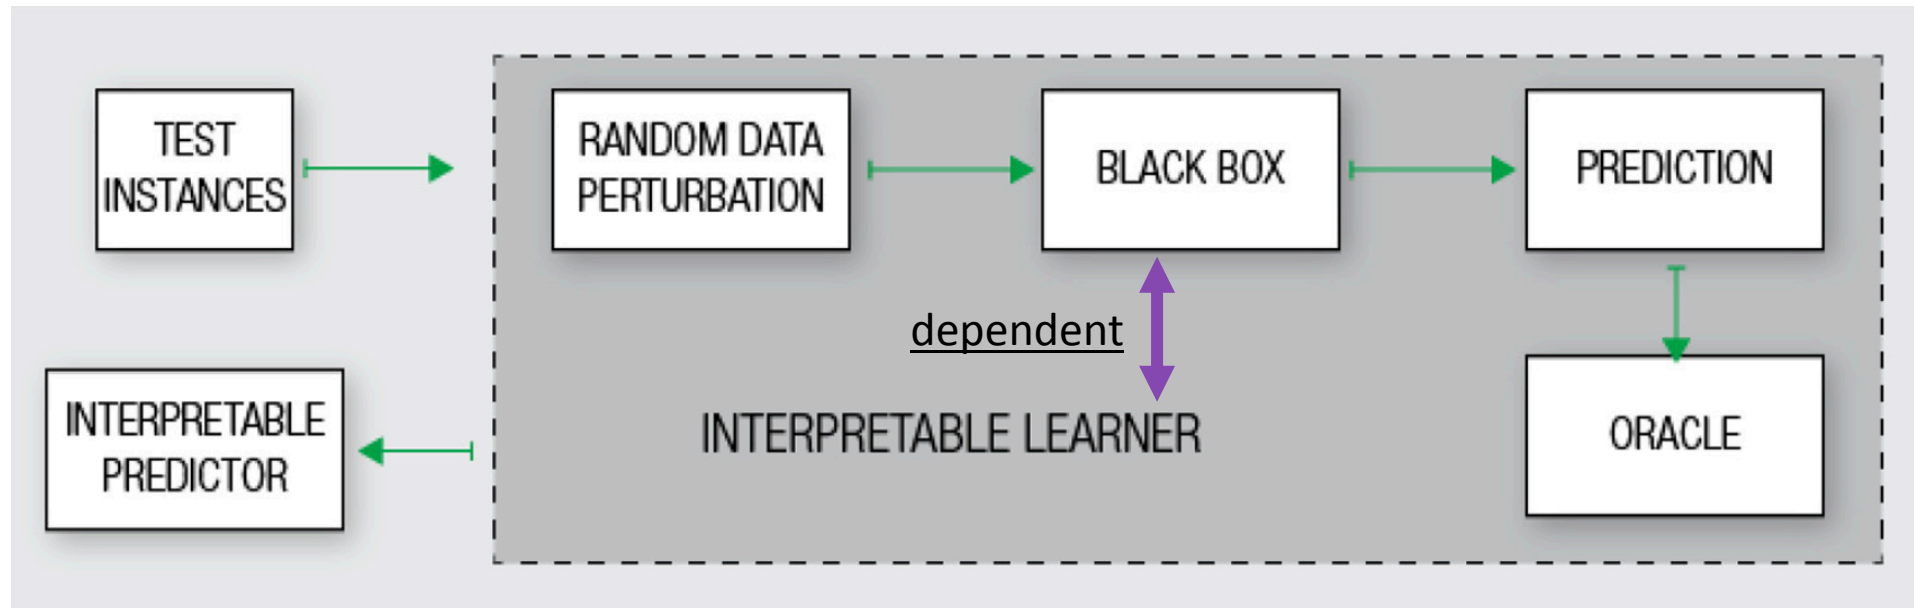 TEST
INSTANCES
RANDOM DATA
PERTURBATION
BLACK BOX
PREDICTION
dependent
INTERPRETABLE
PREDICTOR
INTERPRETABLE LEARNER
ORACLE